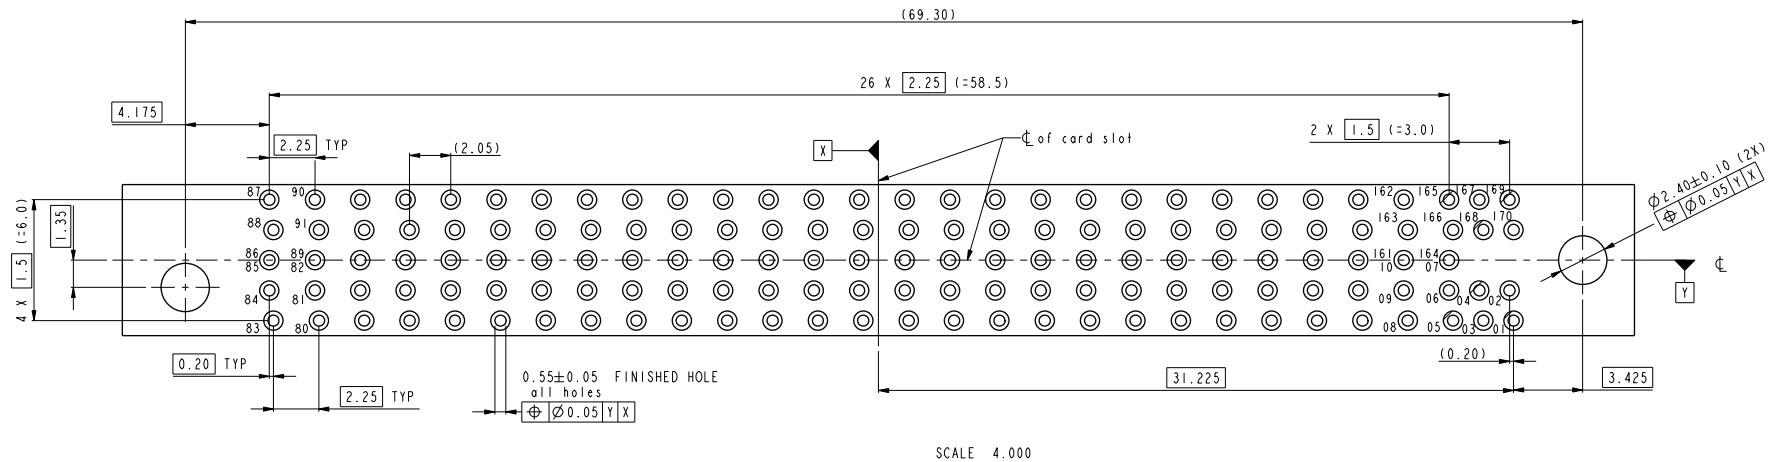 (69.30)
26 X 2.25 (=58.5)
4.175
2.25 TYP
(2.05)
X
℄ of card slot
2 X 1.5 (=3.0)
Ø2.40±0.10 (2X)
⌖ Ø0.05 Y X
87 90 162 165 167 169
88 91 163 166 168 170
86 89 161 164
85 82 10 07
84 81 09 06 04 02
83 80 08 05 03 01
4 X 1.5 (=6.0)
1.35
℄
Y
0.20 TYP
2.25 TYP
0.55±0.05 FINISHED HOLE
all holes
⌖ Ø0.05 Y X
(0.20)
31.225
3.425
SCALE 4.000